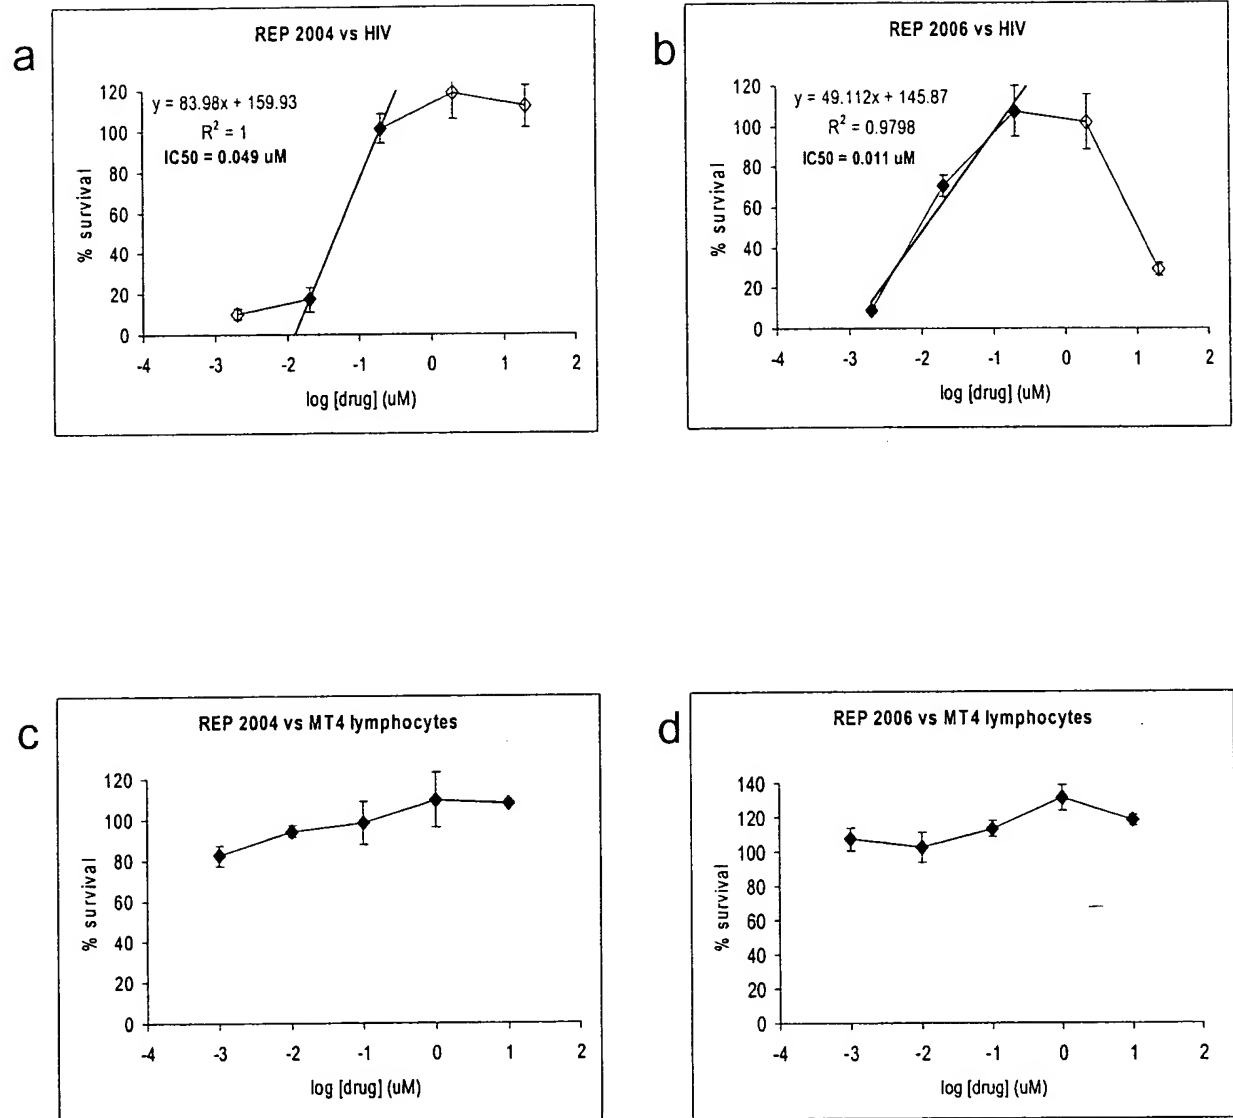 a
REP 2004 vs HIV
y = 83.98x + 159.93
R² = 1
IC50 = 0.049 uM
% survival
120
100
80
60
40
20
0
-4 -3 -2 -1 0 1 2
log [drug] (uM)
b
REP 2006 vs HIV
y = 49.112x + 145.87
R² = 0.9798
IC50 = 0.011 uM
% survival
120
100
80
60
40
20
0
-4 -3 -2 -1 0 1 2
log [drug] (uM)
c
REP 2004 vs MT4 lymphocytes
% survival
120
100
80
60
40
20
0
-4 -3 -2 -1 0 1 2
log [drug] (uM)
d
REP 2006 vs MT4 lymphocytes
% survival
140
120
100
80
60
40
20
0
-4 -3 -2 -1 0 1 2
log [drug] (uM)